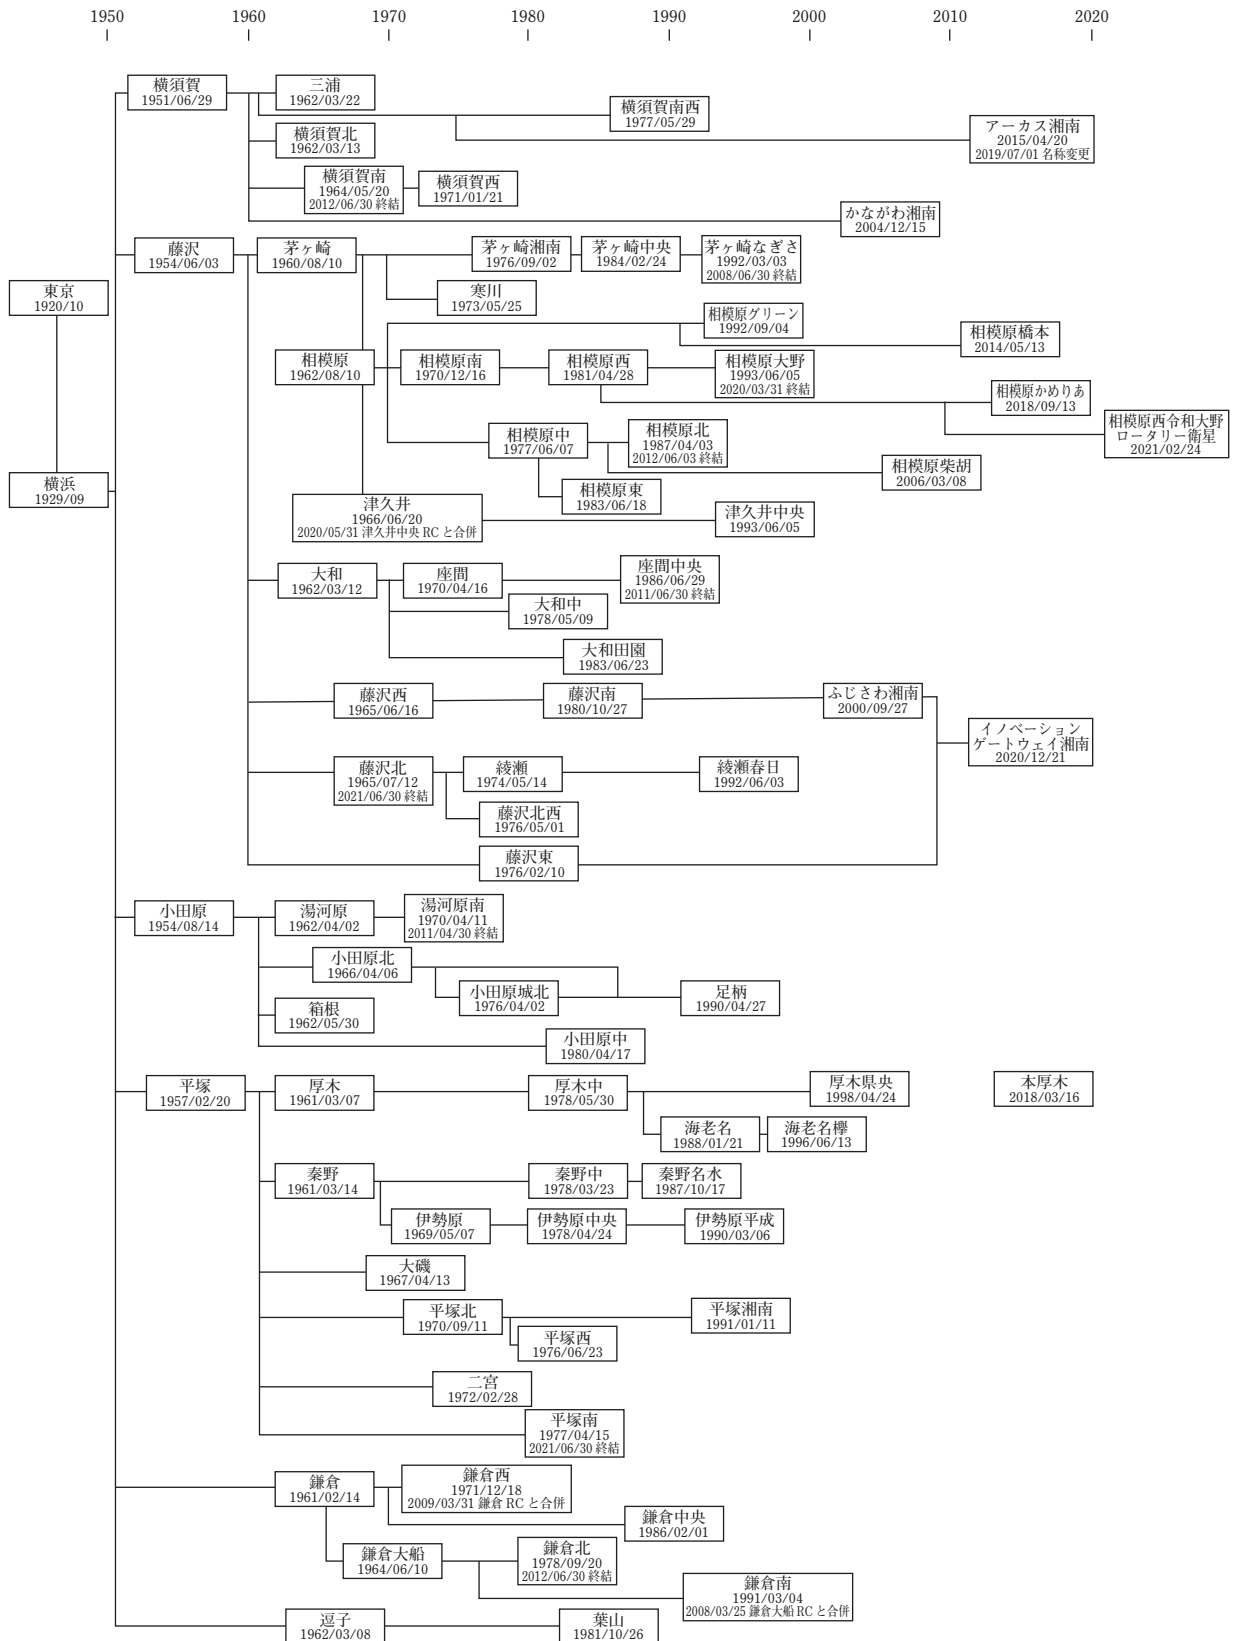 1950 1960 1970 1980 1990 2000 2010 2020
横須賀
1951/06/29
三浦
1962/03/22
横須賀南西
1977/05/29
アーカス湘南
2015/04/20
2019/07/01 名称変更
横須賀北
1962/03/13
横須賀南
1964/05/20
2012/06/30 終結
横須賀西
1971/01/21
かながわ湘南
2004/12/15
藤沢
1954/06/03
茅ヶ崎
1960/08/10
茅ヶ崎湘南
1976/09/02
茅ヶ崎中央
1984/02/24
茅ヶ崎なぎさ
1992/03/03
2008/06/30 終結
東京
1920/10
寒川
1973/05/25
相模原グリーン
1992/09/04
相模原橋本
2014/05/13
相模原
1962/08/10
相模原南
1970/12/16
相模原西
1981/04/28
相模原大野
1993/06/05
2020/03/31 終結
相模原かめりあ
2018/09/13
相模原西令和大野
ロータリー衛星
2021/02/24
相模原中
1977/06/07
相模原北
1987/04/03
2012/06/03 終結
相模原柴胡
2006/03/08
横浜
1929/09
相模原東
1983/06/18
津久井
1966/06/20
2020/05/31 津久井中央 RC と合併
津久井中央
1993/06/05
大和
1962/03/12
座間
1970/04/16
座間中央
1986/06/29
2011/06/30 終結
大和中
1978/05/09
大和田園
1983/06/23
藤沢西
1965/06/16
藤沢南
1980/10/27
ふじさわ湘南
2000/09/27
イノベーション
ゲートウェイ湘南
2020/12/21
藤沢北
1965/07/12
2021/06/30 終結
綾瀬
1974/05/14
綾瀬春日
1992/06/03
藤沢北西
1976/05/01
藤沢東
1976/02/10
小田原
1954/08/14
湯河原
1962/04/02
湯河原南
1970/04/11
2011/04/30 終結
小田原北
1966/04/06
小田原城北
1976/04/02
足柄
1990/04/27
箱根
1962/05/30
小田原中
1980/04/17
平塚
1957/02/20
厚木
1961/03/07
厚木中
1978/05/30
厚木県央
1998/04/24
本厚木
2018/03/16
海老名
1988/01/21
海老名欅
1996/06/13
秦野
1961/03/14
秦野中
1978/03/23
秦野名水
1987/10/17
伊勢原
1969/05/07
伊勢原中央
1978/04/24
伊勢原平成
1990/03/06
大磯
1967/04/13
平塚北
1970/09/11
平塚湘南
1991/01/11
平塚西
1976/06/23
二宮
1972/02/28
平塚南
1977/04/15
2021/06/30 終結
鎌倉
1961/02/14
鎌倉西
1971/12/18
2009/03/31 鎌倉 RC と合併
鎌倉中央
1986/02/01
鎌倉大船
1964/06/10
鎌倉北
1978/09/20
2012/06/30 終結
鎌倉南
1991/03/04
2008/03/25 鎌倉大船 RC と合併
逗子
1962/03/08
葉山
1981/10/26